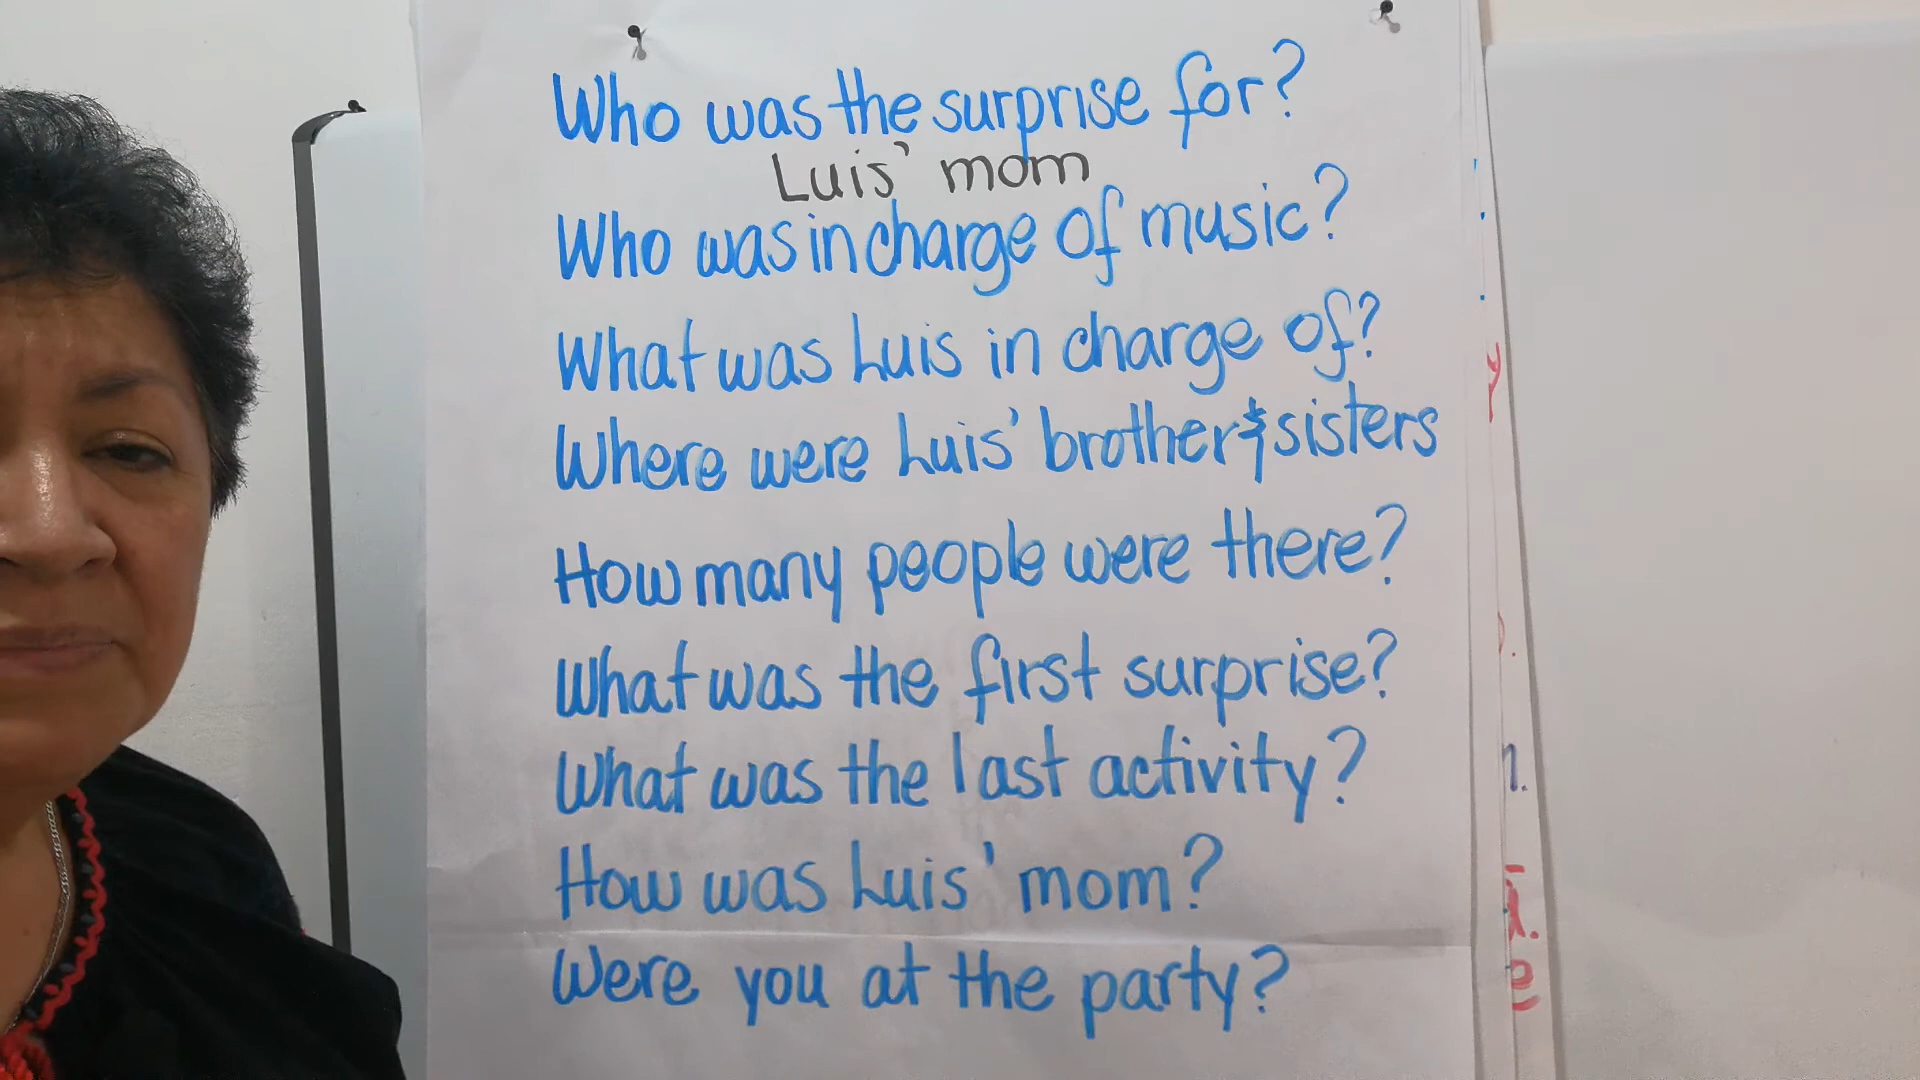 Who was the surprise for?
Luis' mom
Who was in charge of music?
What was Luis in charge of?
Where were Luis' brother & sisters
How many people were there?
What was the first surprise?
What was the last activity?
How was Luis' mom?
Were you at the party?